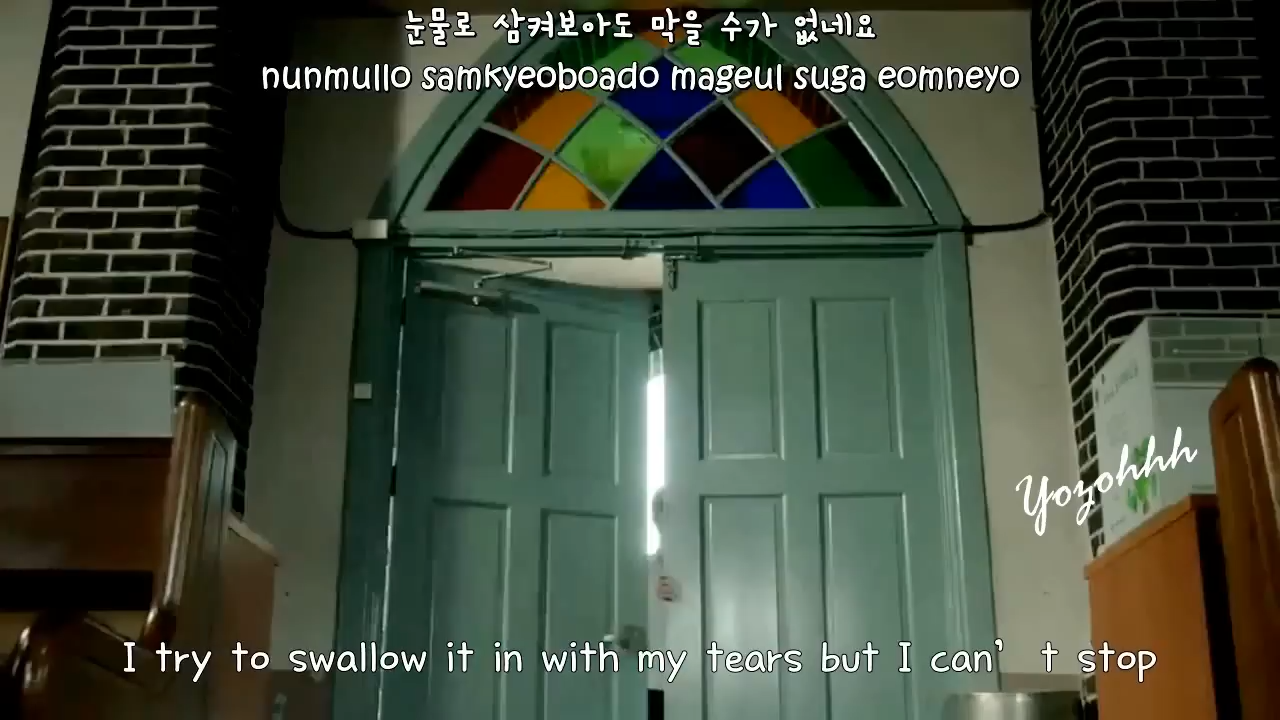 눈물로 삼켜보아도 막을 수가 없네요
nunmullo samkyeoboado mageul suga eomneyo
Yozohhh
I try to swallow it in with my tears but I can't stop